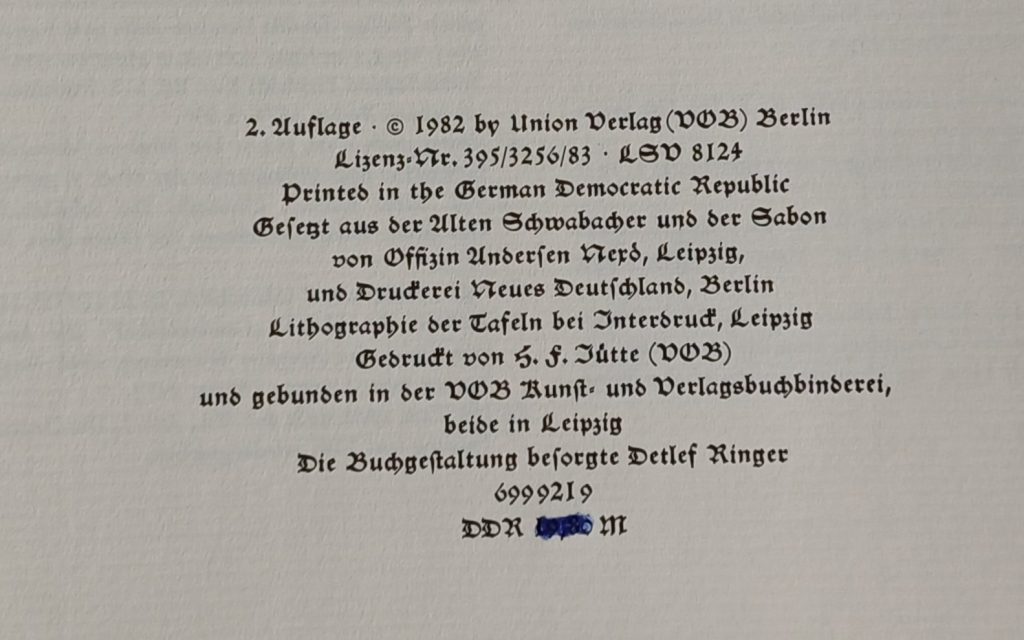 2. Auflage · © 1982 by Union Verlag (VOB) Berlin
Lizenz-Nr. 395/3256/83 · LSV 8124
Printed in the German Democratic Republic
Geſetzt aus der Alten Schwabacher und der Sabon
von Offizin Anderſen Nexö, Leipzig,
und Druckerei Neues Deutſchland, Berlin
Lithographie der Tafeln bei Interdruck, Leipzig
Gedruckt von H. F. Jütte (VOB)
und gebunden in der VOB Kunſt- und Verlagsbuchbinderei,
beide in Leipzig
Die Buchgeſtaltung beſorgte Detlef Ringer
6999219
DDR M